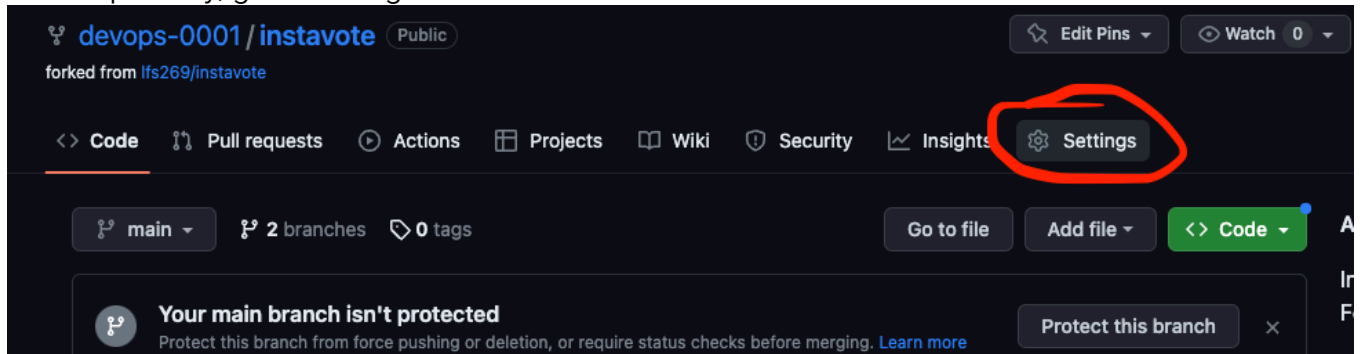 devops-0001/instavote Public Edit Pins Watch 0
forked from lfs269/instavote
Code Pull requests Actions Projects Wiki Security Insights Settings
main 2 branches 0 tags Go to file Add file Code
Your main branch isn't protected
Protect this branch from force pushing or deletion, or require status checks before merging. Learn more
Protect this branch